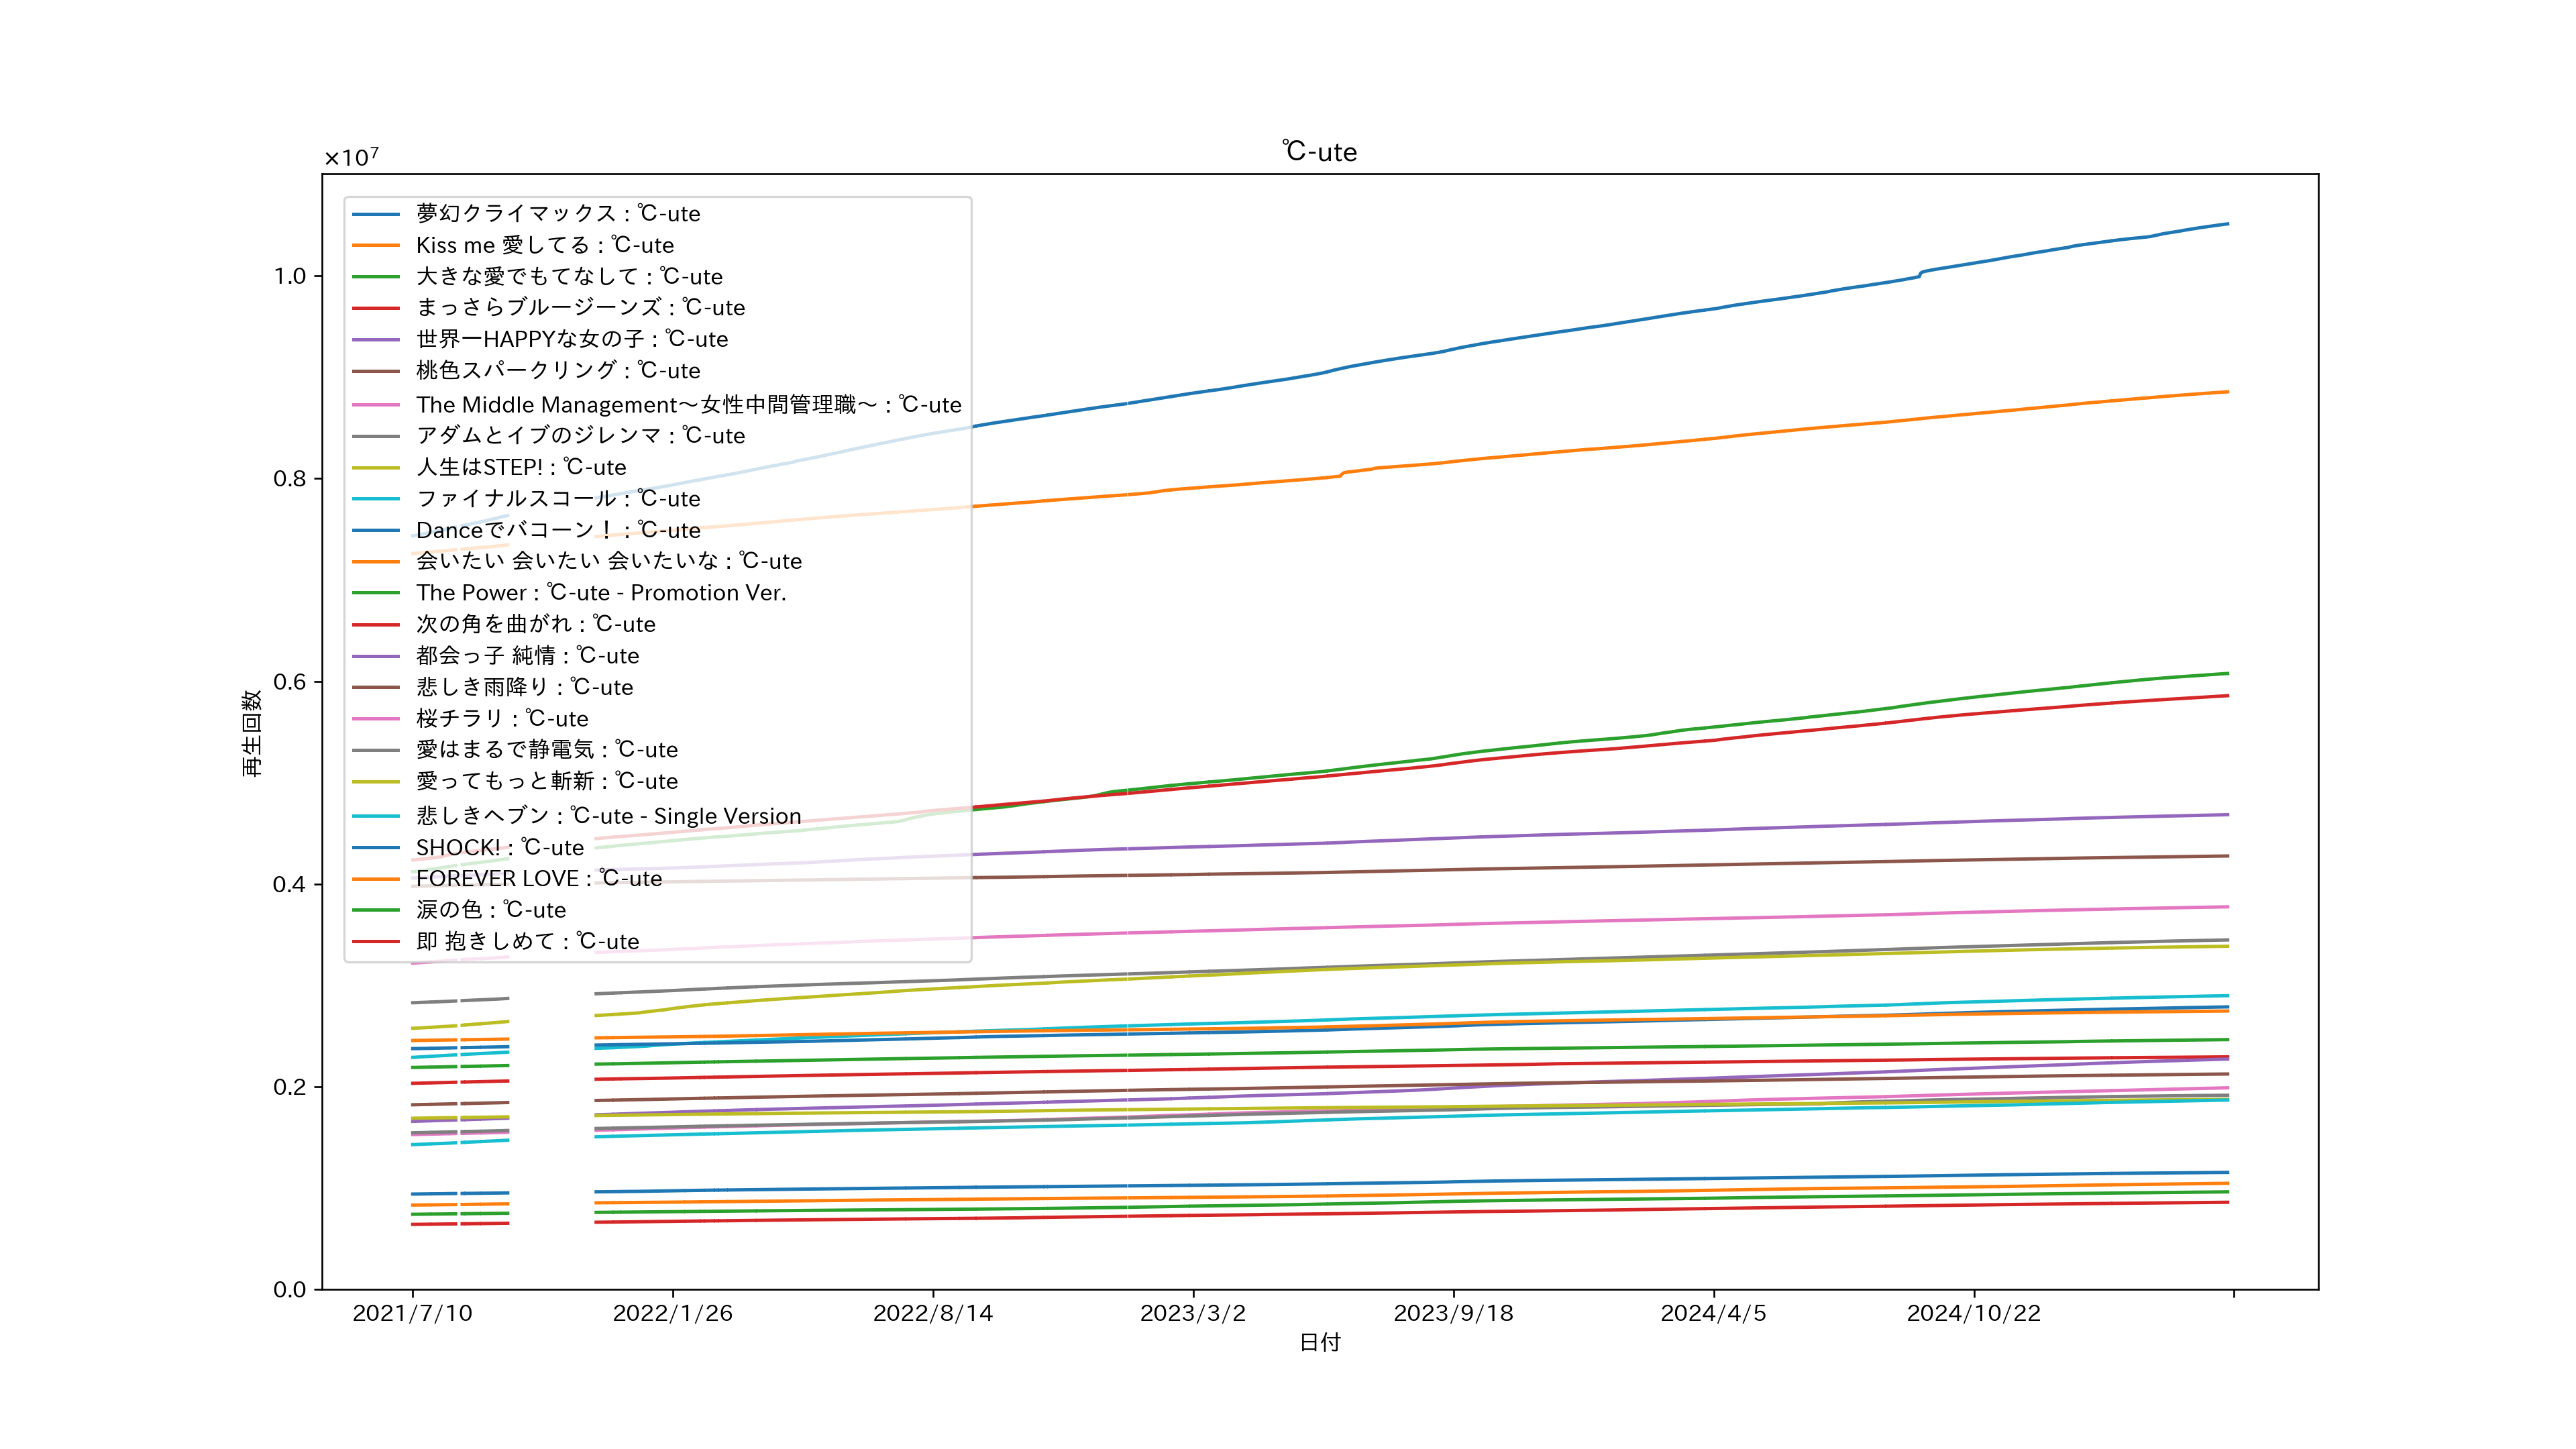 ℃-ute
×10⁷
夢幻クライマックス : ℃-ute
Kiss me 愛してる : ℃-ute
大きな愛でもてなして : ℃-ute
まっさらブルージーンズ : ℃-ute
世界一HAPPYな女の子 : ℃-ute
桃色スパークリング : ℃-ute
The Middle Management～女性中間管理職～ : ℃-ute
アダムとイブのジレンマ : ℃-ute
人生はSTEP! : ℃-ute
ファイナルスコール : ℃-ute
Danceでバコーン！ : ℃-ute
会いたい 会いたい 会いたいな : ℃-ute
The Power : ℃-ute - Promotion Ver.
次の角を曲がれ : ℃-ute
都会っ子 純情 : ℃-ute
悲しき雨降り : ℃-ute
桜チラリ : ℃-ute
愛はまるで静電気 : ℃-ute
愛ってもっと斬新 : ℃-ute
悲しきヘブン : ℃-ute - Single Version
SHOCK! : ℃-ute
FOREVER LOVE : ℃-ute
涙の色 : ℃-ute
即 抱きしめて : ℃-ute
1.0
0.8
0.6
0.4
0.2
0.0
再生回数
2021/7/10
2022/1/26
2022/8/14
2023/3/2
2023/9/18
2024/4/5
2024/10/22
日付